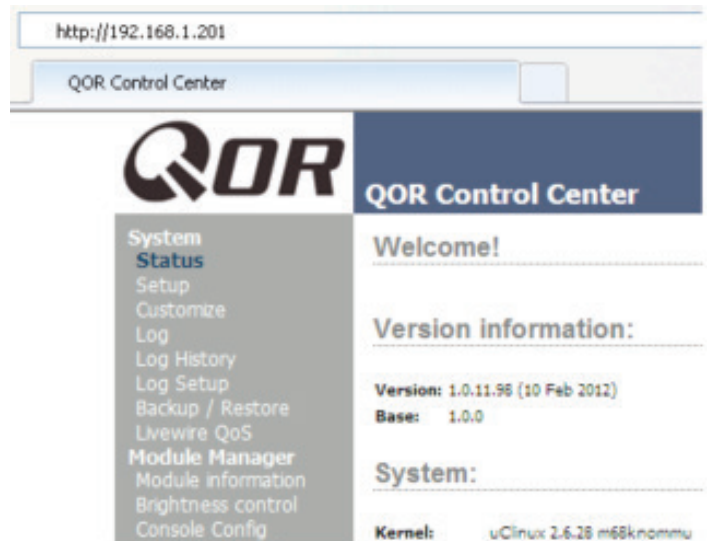 http://192.168.1.201
QOR Control Center
QOR
QOR Control Center
System
Status
Setup
Customize
Log
Log History
Log Setup
Backup / Restore
Livewire QoS
Module Manager
Module information
Brightness control
Console Config
Welcome!
Version information:
Version: 1.0.11.98 (10 Feb 2012)
Base: 1.0.0
System:
Kernel: uClinux 2.6.28 m68knommu